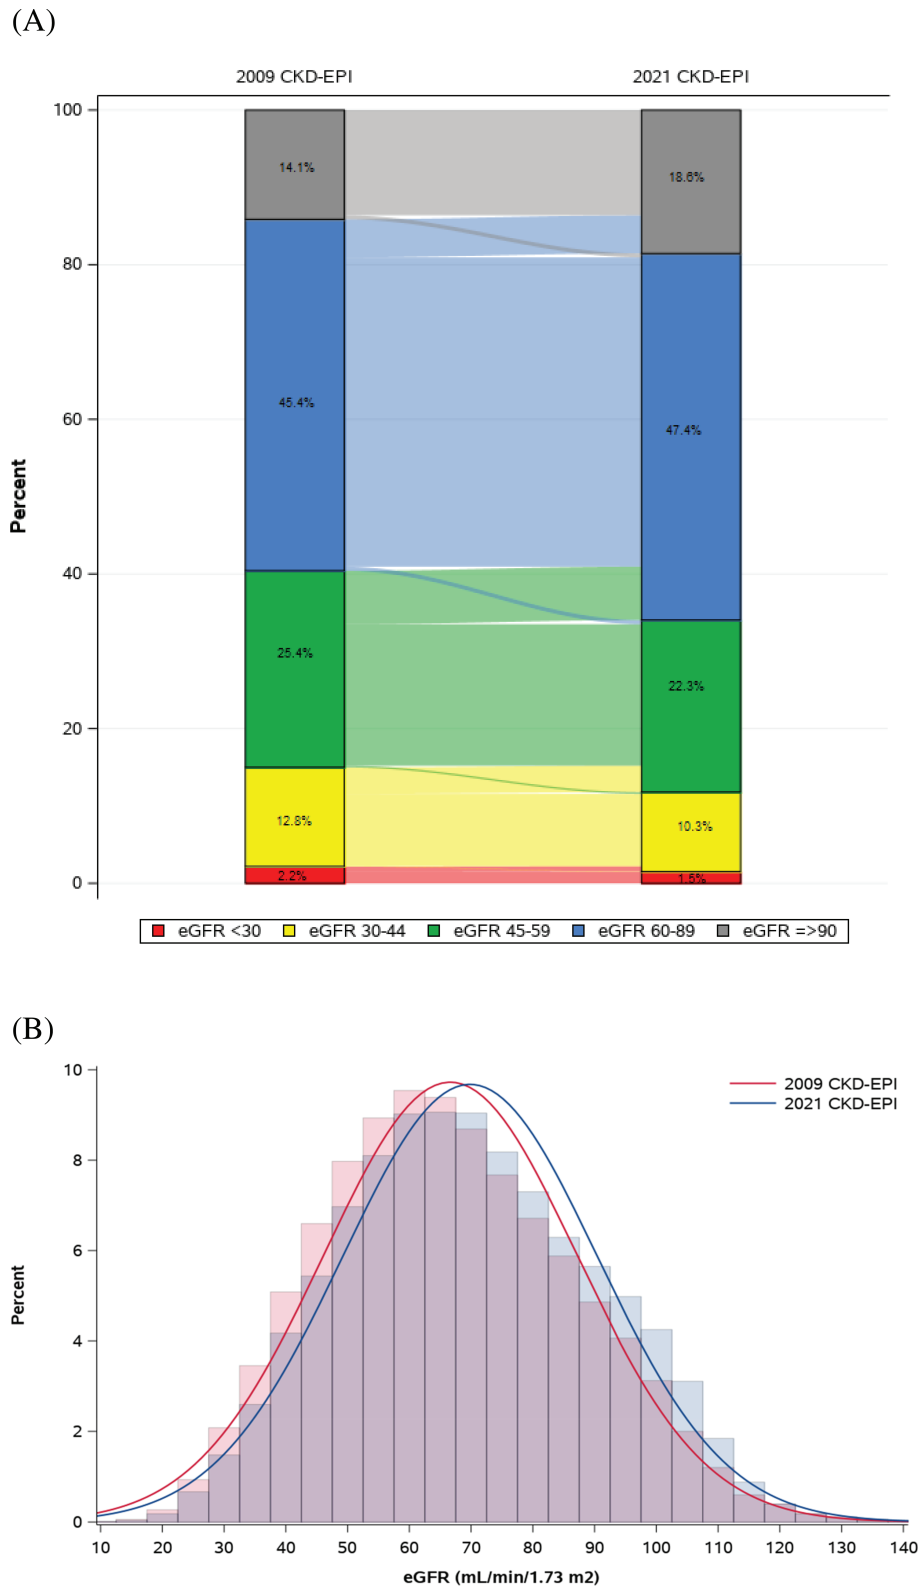 (A)
2009 CKD-EPI 2021 CKD-EPI
100
14.1%
18.6%
80
60
45.4%
47.4%
Percent
40
25.4%
22.3%
20
12.8%
10.3%
2.2%
0
eGFR <30 eGFR 30-44 eGFR 45-59 eGFR 60-89 eGFR =>90
(B)
10
2009 CKD-EPI
2021 CKD-EPI
8
6
Percent
4
2
0
10 20 30 40 50 60 70 80 90 100 110 120 130 140
eGFR (mL/min/1.73 m2)